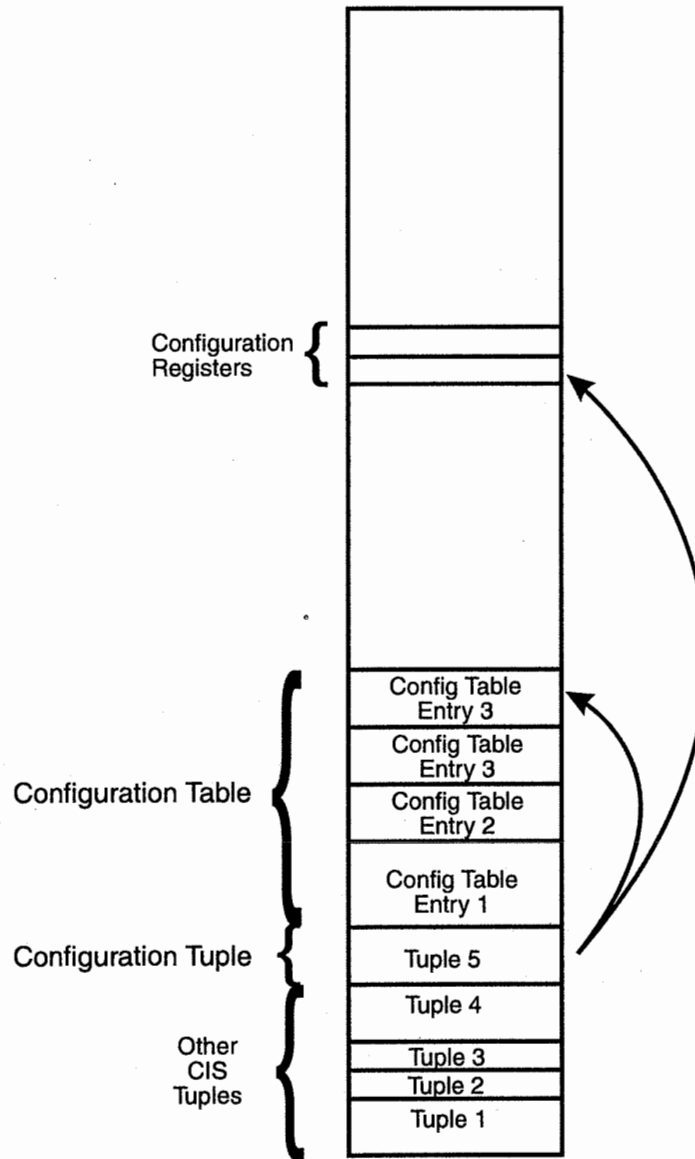 Configuration
Registers
Config Table
Entry 3
Config Table
Entry 3
Configuration Table
Config Table
Entry 2
Config Table
Entry 1
Configuration Tuple
Tuple 5
Tuple 4
Other
CIS
Tuples
Tuple 3
Tuple 2
Tuple 1